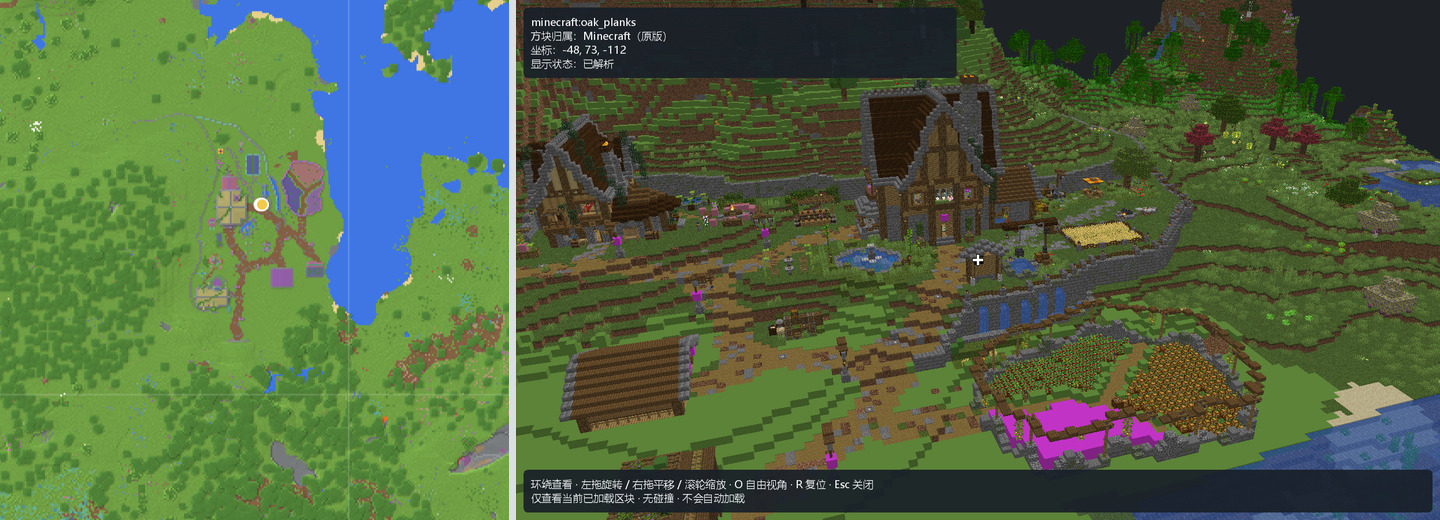 minecraft:oak_planks
方块归属：Minecraft（原版）
坐标：-48, 73, -112
显示状态：已解析
环绕查看 · 左拖旋转 / 右拖平移 / 滚轮缩放 · O 自由视角 · R 复位 · Esc 关闭
仅查看当前已加载区块 · 无碰撞 · 不会自动加载